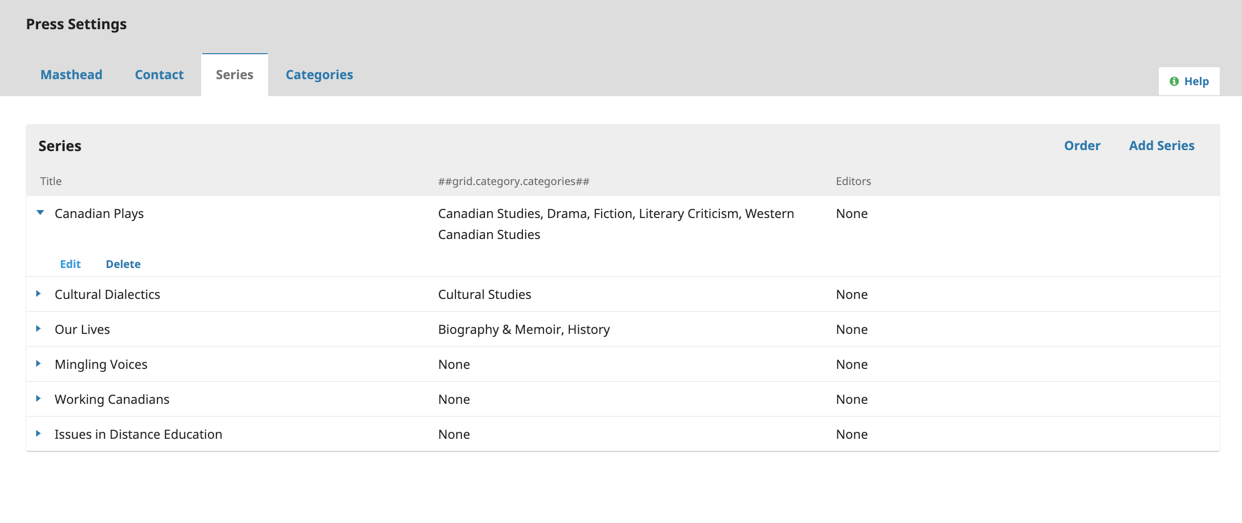 Press Settings
Masthead Contact Series Categories
Help
Series Order Add Series
Title ##grid.category.categories## Editors
Canadian Plays Canadian Studies, Drama, Fiction, Literary Criticism, Western None
Canadian Studies
Edit Delete
Cultural Dialectics Cultural Studies None
Our Lives Biography & Memoir, History None
Mingling Voices None None
Working Canadians None None
Issues in Distance Education None None